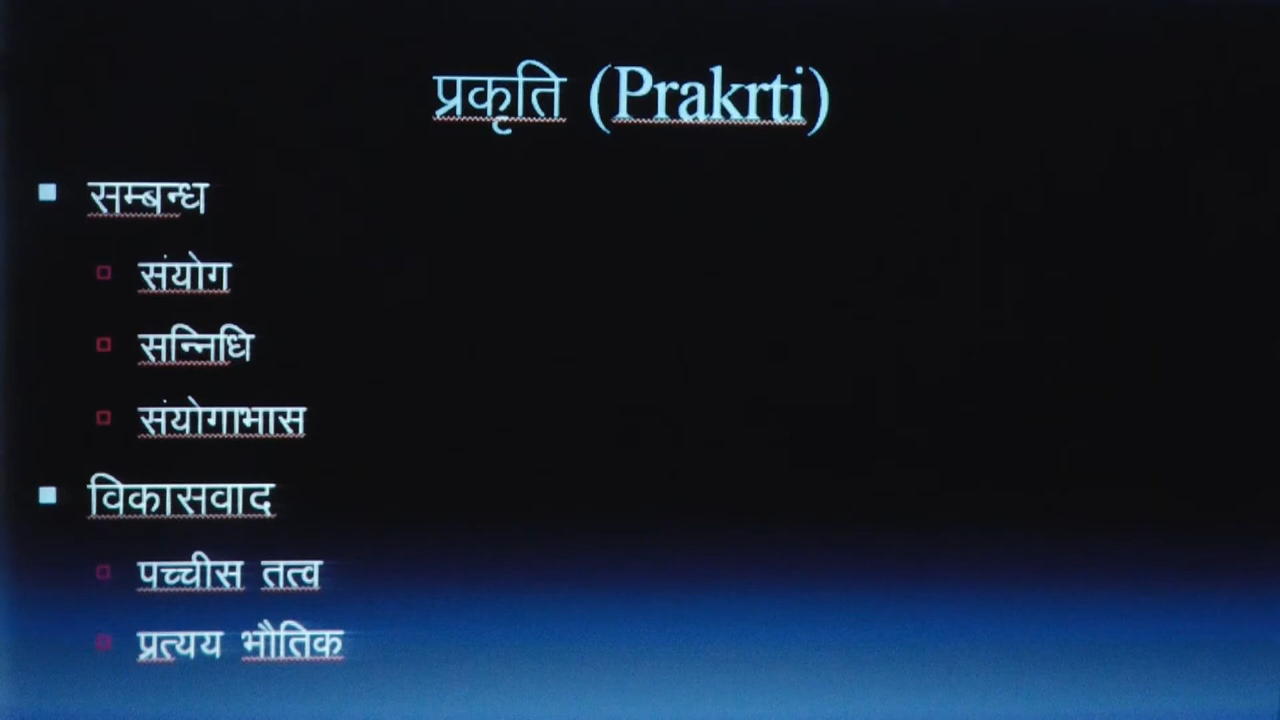 प्रकृति (Prakrti)
सम्बन्ध
संयोग
सन्निधि
संयोगाभास
विकासवाद
पच्चीस तत्व
प्रत्यय भौतिक